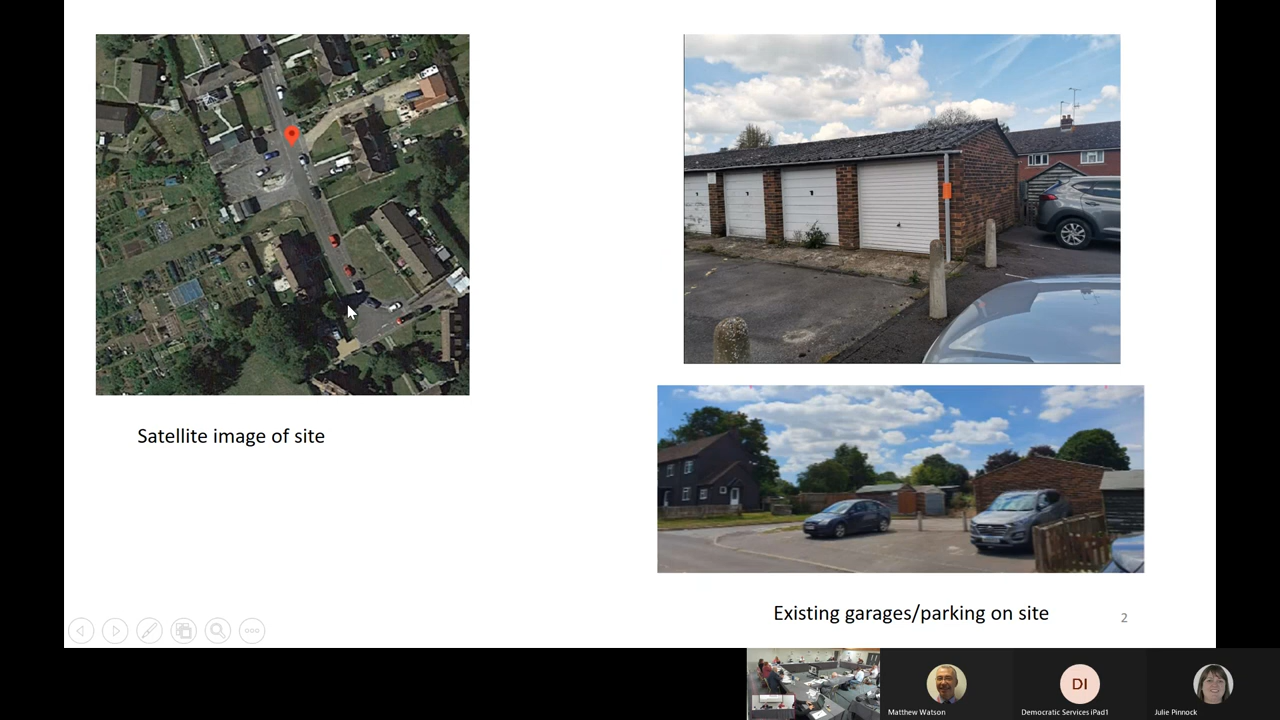 Satellite image of site
Existing garages/parking on site
2
DI
Matthew Watson
Democratic Services iPad1
Julie Pinnock